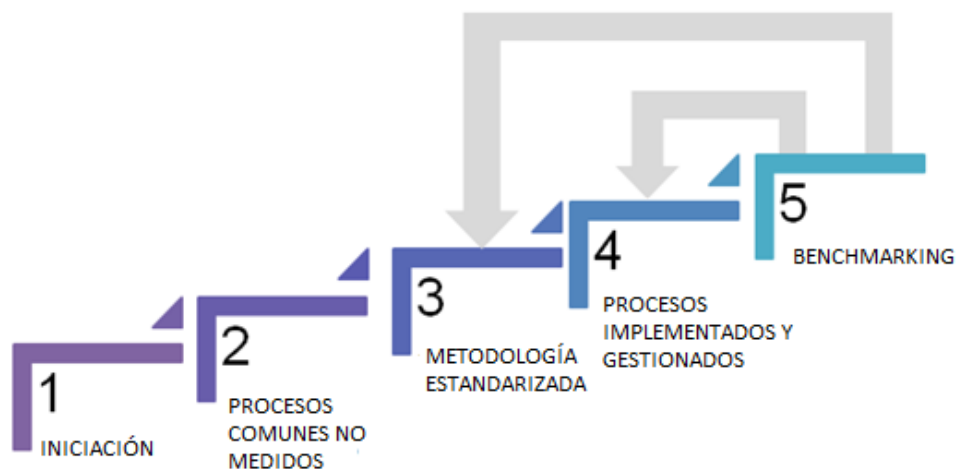 1
INICIACIÓN
2
PROCESOS
COMUNES NO
MEDIDOS
3
METODOLOGÍA
ESTANDARIZADA
4
PROCESOS
IMPLEMENTADOS Y
GESTIONADOS
5
BENCHMARKING